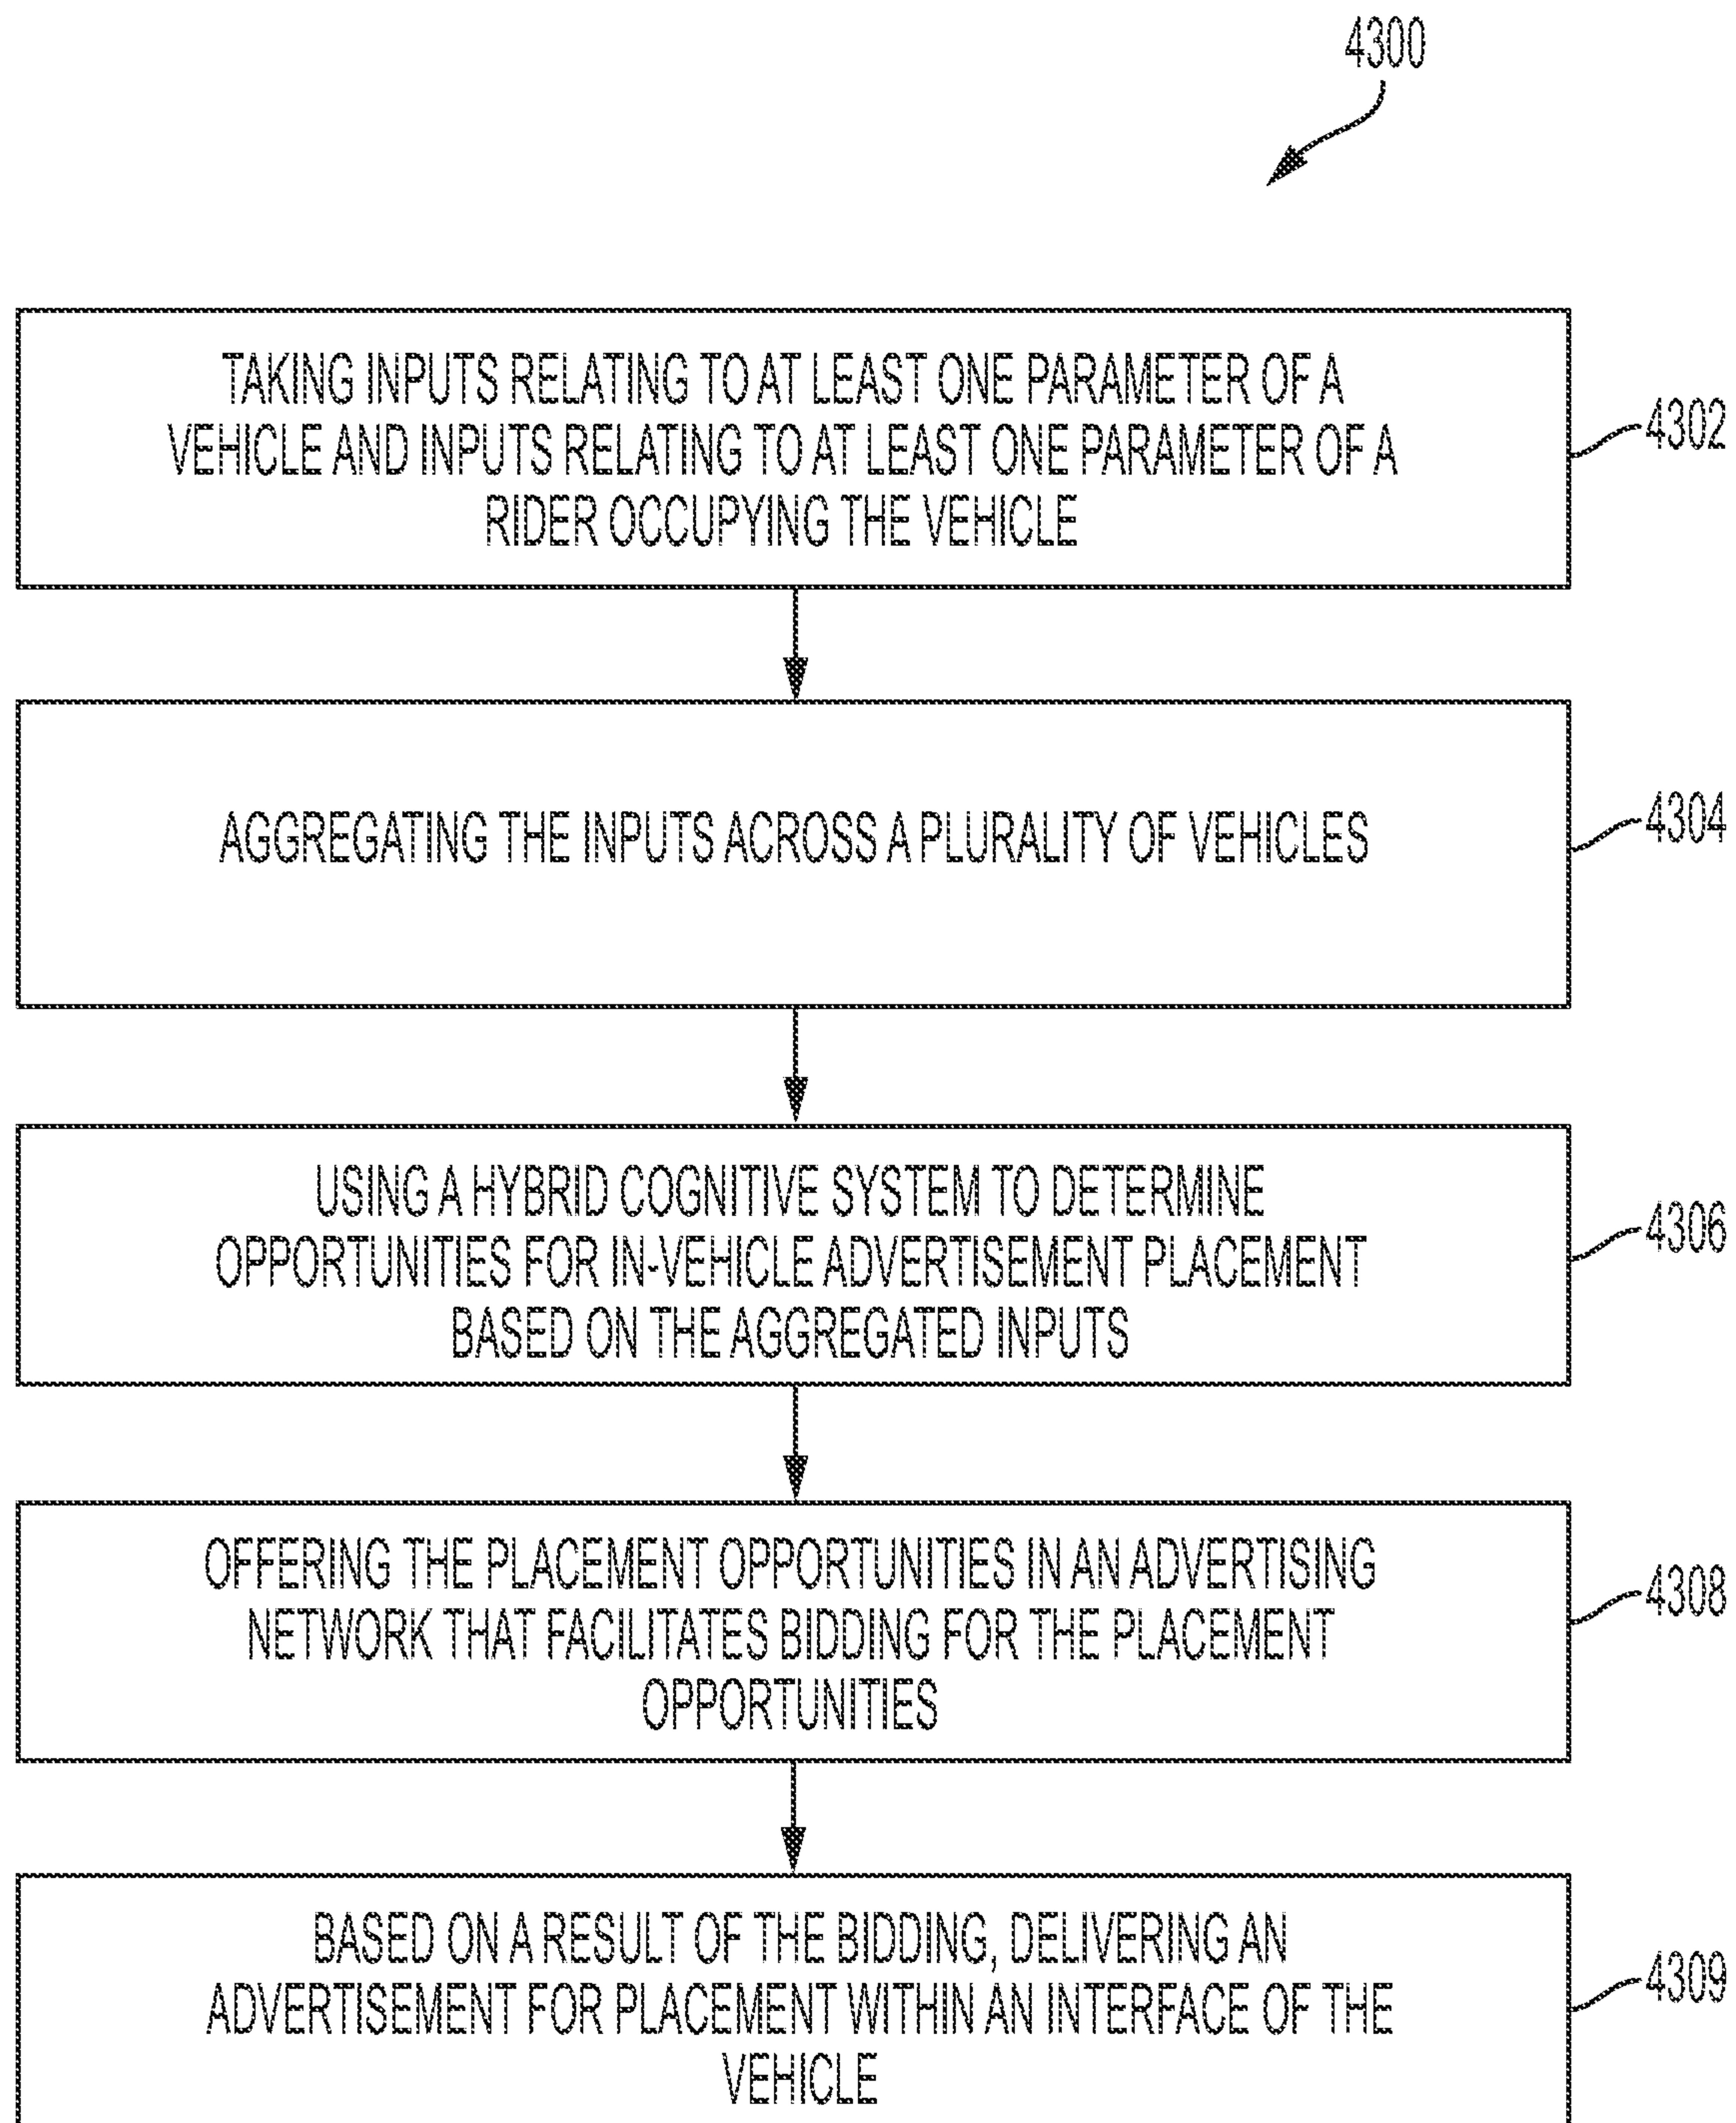 4300
TAKING INPUTS RELATING TO AT LEAST ONE PARAMETER OF A
VEHICLE AND INPUTS RELATING TO AT LEAST ONE PARAMETER OF A
RIDER OCCUPYING THE VEHICLE
4302
AGGREGATING THE INPUTS ACROSS A PLURALITY OF VEHICLES
4304
USING A HYBRID COGNITIVE SYSTEM TO DETERMINE
OPPORTUNITIES FOR IN-VEHICLE ADVERTISEMENT PLACEMENT
BASED ON THE AGGREGATED INPUTS
4306
OFFERING THE PLACEMENT OPPORTUNITIES IN AN ADVERTISING
NETWORK THAT FACILITATES BIDDING FOR THE PLACEMENT
OPPORTUNITIES
4308
BASED ON A RESULT OF THE BIDDING, DELIVERING AN
ADVERTISEMENT FOR PLACEMENT WITHIN AN INTERFACE OF THE
VEHICLE
4309